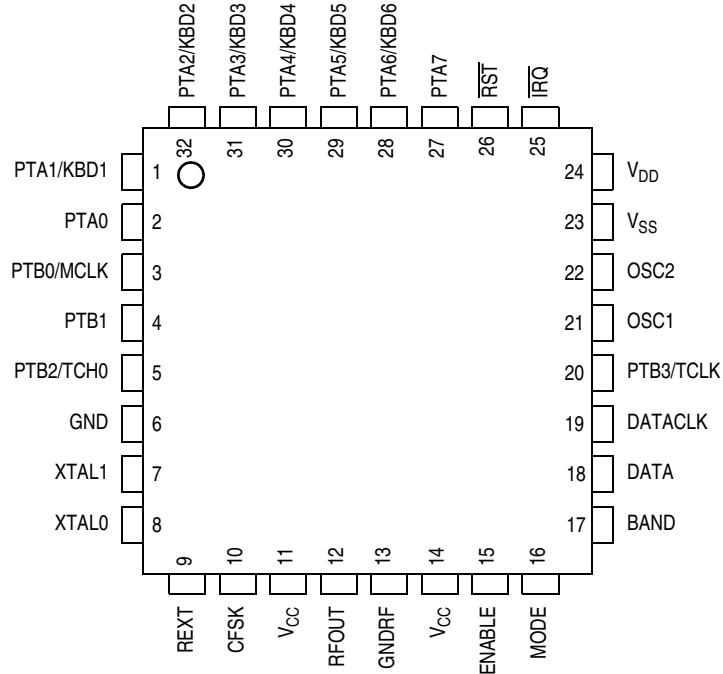 PTA2/KBD2
PTA3/KBD3
PTA4/KBD4
PTA5/KBD5
PTA6/KBD6
PTA7
RST
IRQ
32
31
30
29
28
27
26
25
PTA1/KBD1 1
PTA0 2
PTB0/MCLK 3
PTB1 4
PTB2/TCH0 5
GND 6
XTAL1 7
XTAL0 8
24 VDD
23 VSS
22 OSC2
21 OSC1
20 PTB3/TCLK
19 DATACLK
18 DATA
17 BAND
9
10
11
12
13
14
15
16
REXT
CFSK
VCC
RFOUT
GNDRF
VCC
ENABLE
MODE